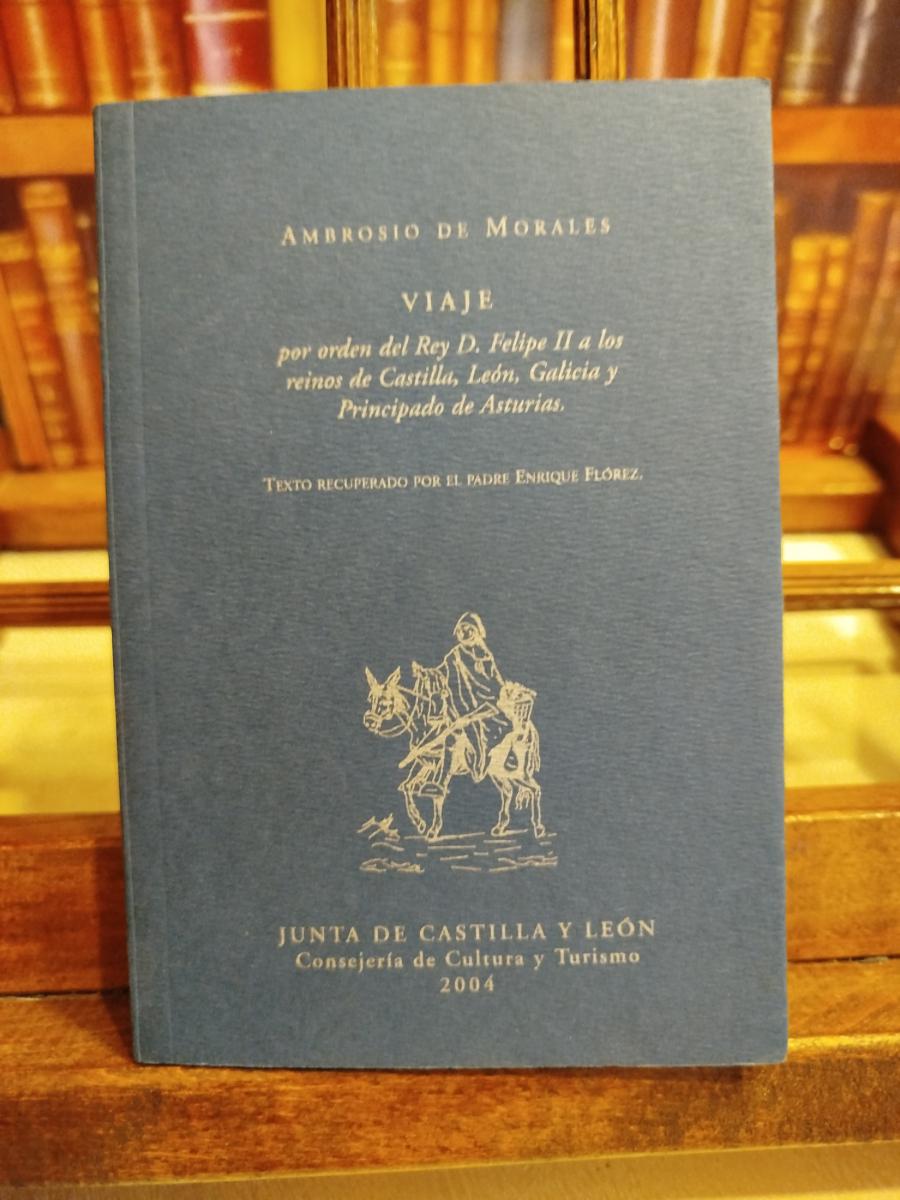 AMBROSIO DE MORALES
VIAJE
por orden del Rey D. Felipe II a los
reinos de Castilla, León, Galicia y
Principado de Asturias.
TEXTO RECUPERADO POR EL PADRE ENRIQUE FLÓREZ.
JUNTA DE CASTILLA Y LEÓN
Consejería de Cultura y Turismo
2004